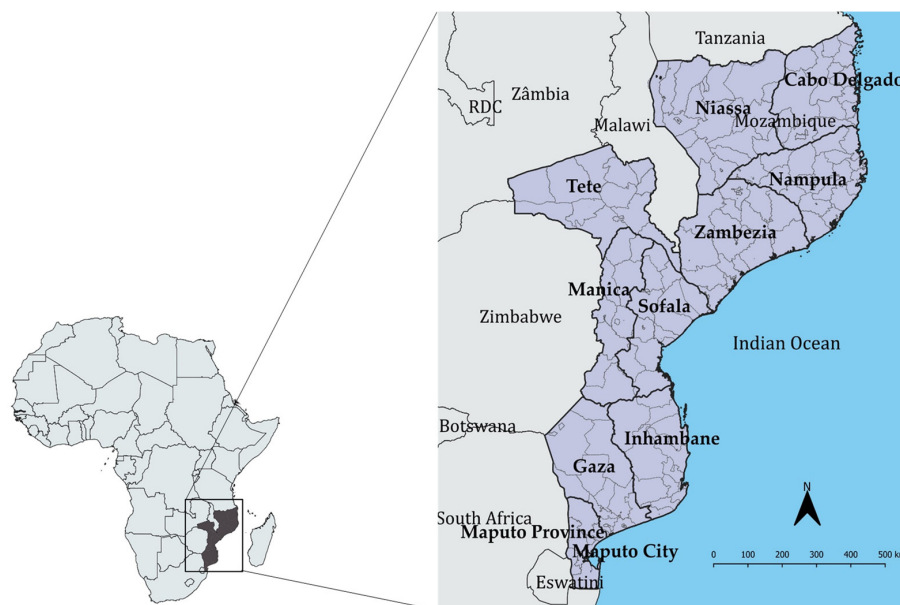 Tanzania
Cabo Delgado
RDC
Zâmbia
Niassa
Mozambique
Malawi
Tete
Nampula
Zambezia
Manica
Sofala
Zimbabwe
Indian Ocean
Botswana
Inhambane
Gaza
South Africa
Maputo Province
Maputo City
Eswatini
N
0 100 200 300 400 500 k